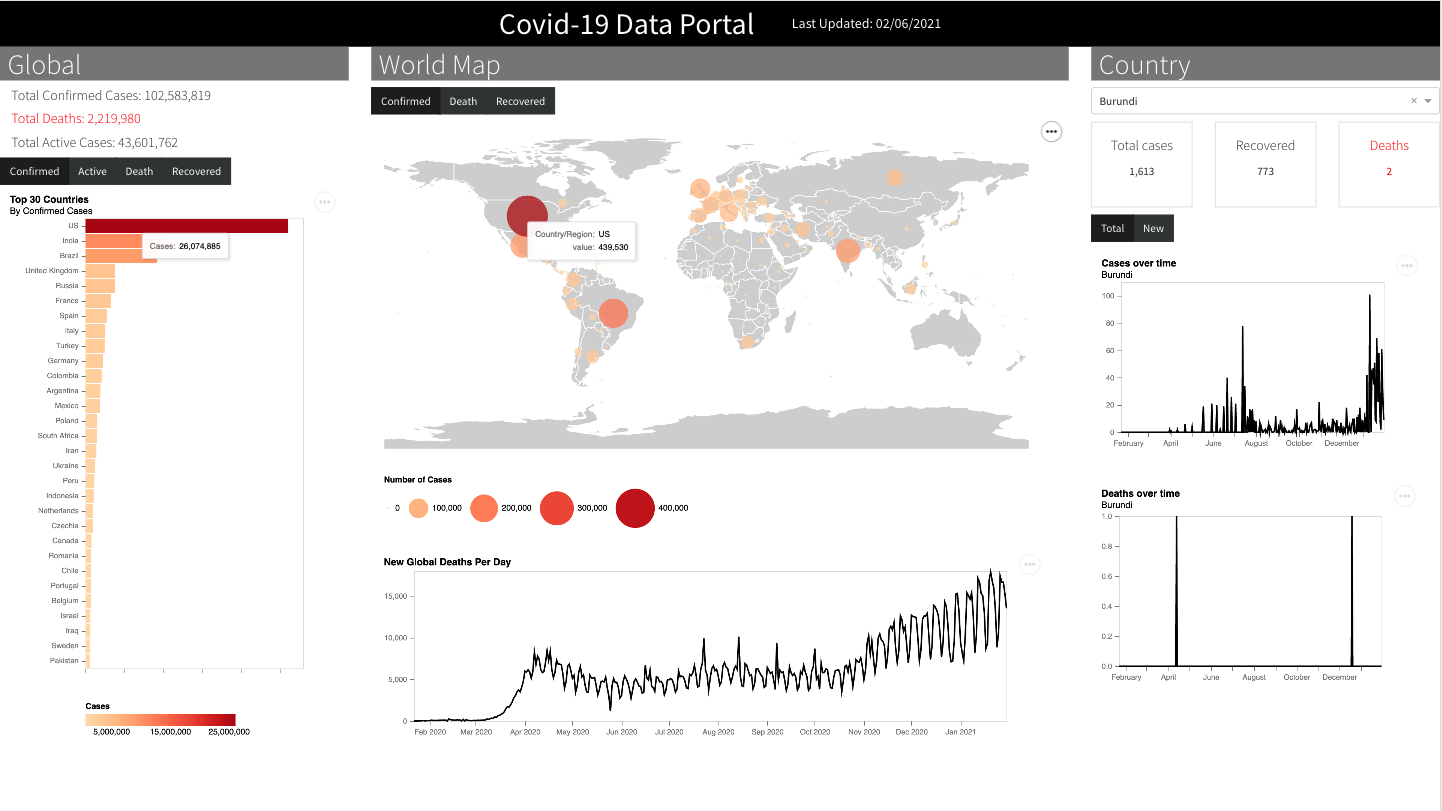 Covid-19 Data Portal
Last Updated: 02/06/2021
Global
Total Confirmed Cases: 102,583,819
Total Deaths: 2,219,980
Total Active Cases: 43,601,762
Confirmed Active Death Recovered
Top 30 Countries
By Confirmed Cases
US
India
Brazil
United Kingdom
Russia
France
Spain
Italy
Turkey
Germany
Colombia
Argentina
Mexico
Poland
South Africa
Iran
Ukraine
Peru
Indonesia
Netherlands
Czechia
Canada
Romania
Chile
Portugal
Belgium
Israel
Iraq
Sweden
Pakistan
Cases: 26,074,885
Cases
5,000,000 15,000,000 25,000,000
World Map
Confirmed Death Recovered
Country/Region: US
value: 439,530
Number of Cases
0 100,000 200,000 300,000 400,000
New Global Deaths Per Day
15,000
10,000
5,000
0
Feb 2020 Mar 2020 Apr 2020 May 2020 Jun 2020 Jul 2020 Aug 2020 Sep 2020 Oct 2020 Nov 2020 Dec 2020 Jan 2021
Country
Burundi
Total cases
1,613
Recovered
773
Deaths
2
Total New
Cases over time
Burundi
100
80
60
40
20
0
February April June August October December
Deaths over time
Burundi
1.0
0.8
0.6
0.4
0.2
0.0
February April June August October December